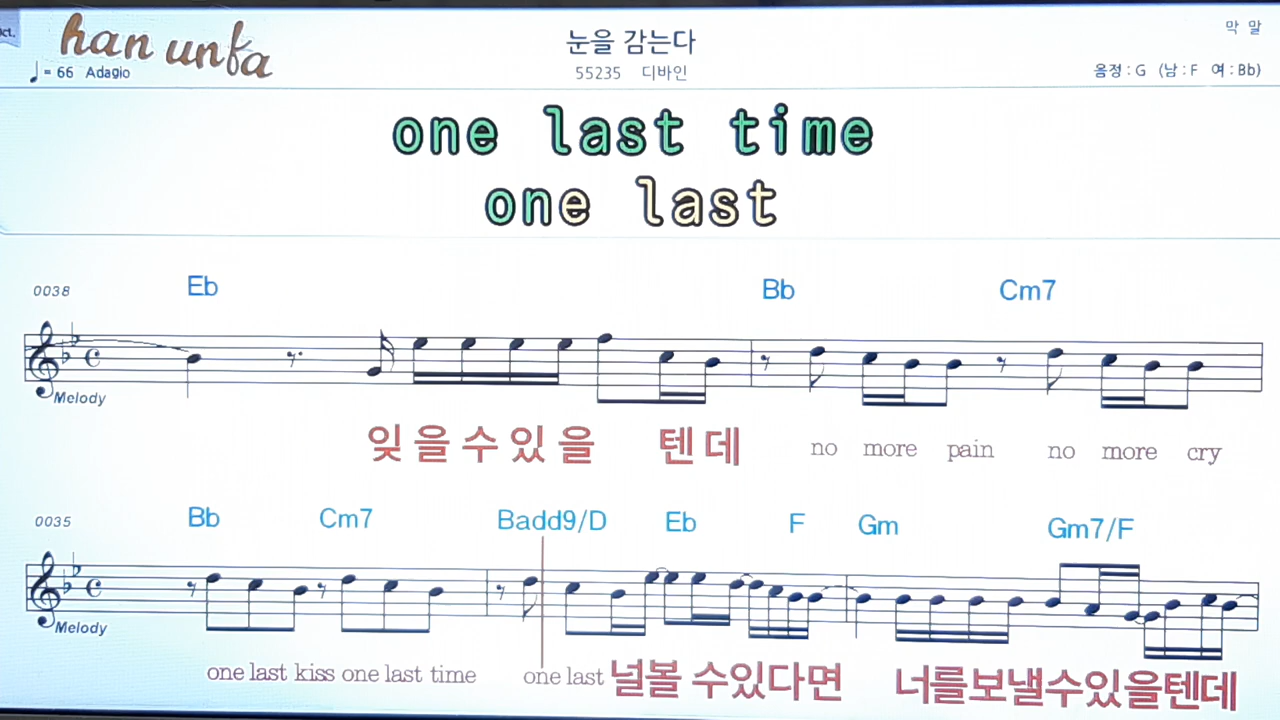 ict.
han unfa
눈을 감는다
막 말
♩= 66 Adagio
55235 디바인
음정 : G (남 : F 여 : Bb)
one last time
one last
0038 Eb Bb Cm7
Melody
잊을수있을 텐데 no more pain no more cry
0035 Bb Cm7 Badd9/D Eb F Gm Gm7/F
Melody
one last kiss one last time one last 널볼 수있다면 너를보낼수있을텐데